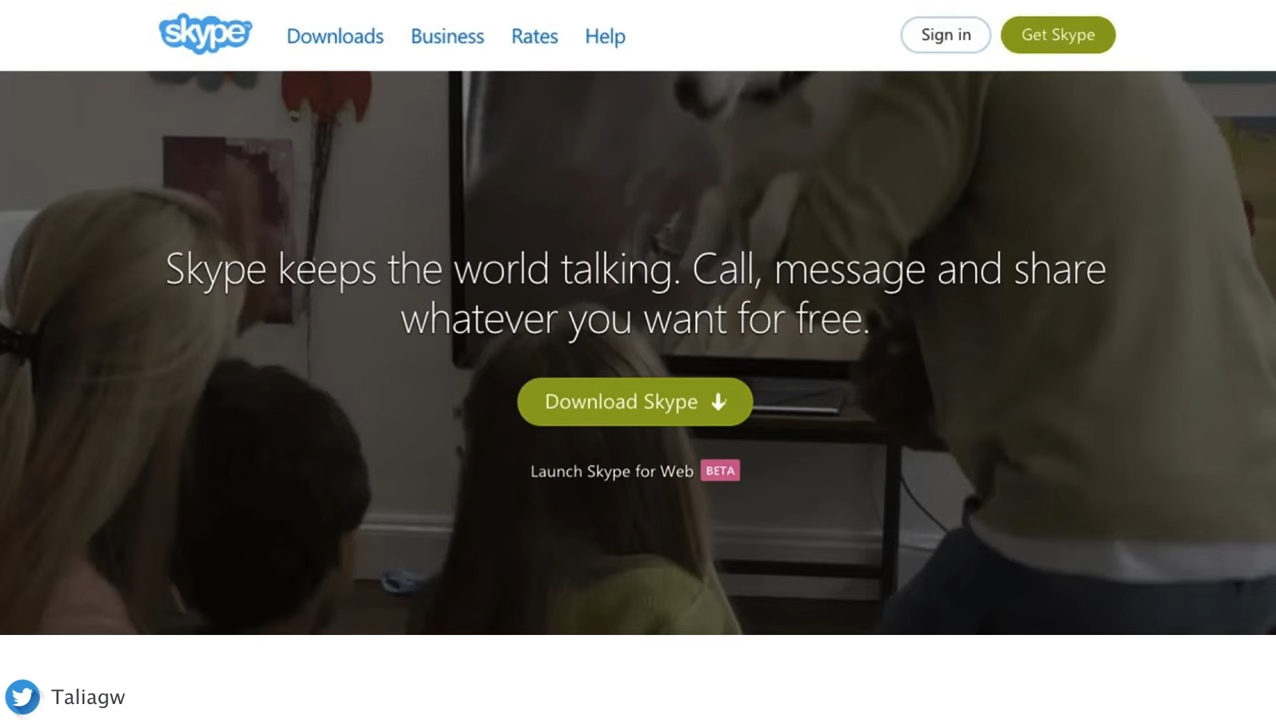 skype™
Downloads
Business
Rates
Help
Sign in
Get Skype
Skype keeps the world talking. Call, message and share
whatever you want for free.
Download Skype
Launch Skype for Web BETA
Taliagw